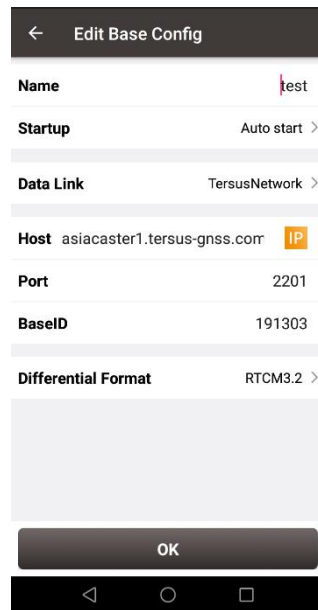 Edit Base Config
Name test
Startup Auto start
Data Link TersusNetwork
Host asiacaster1.tersus-gnss.com IP
Port 2201
BaseID 191303
Differential Format RTCM3.2
OK